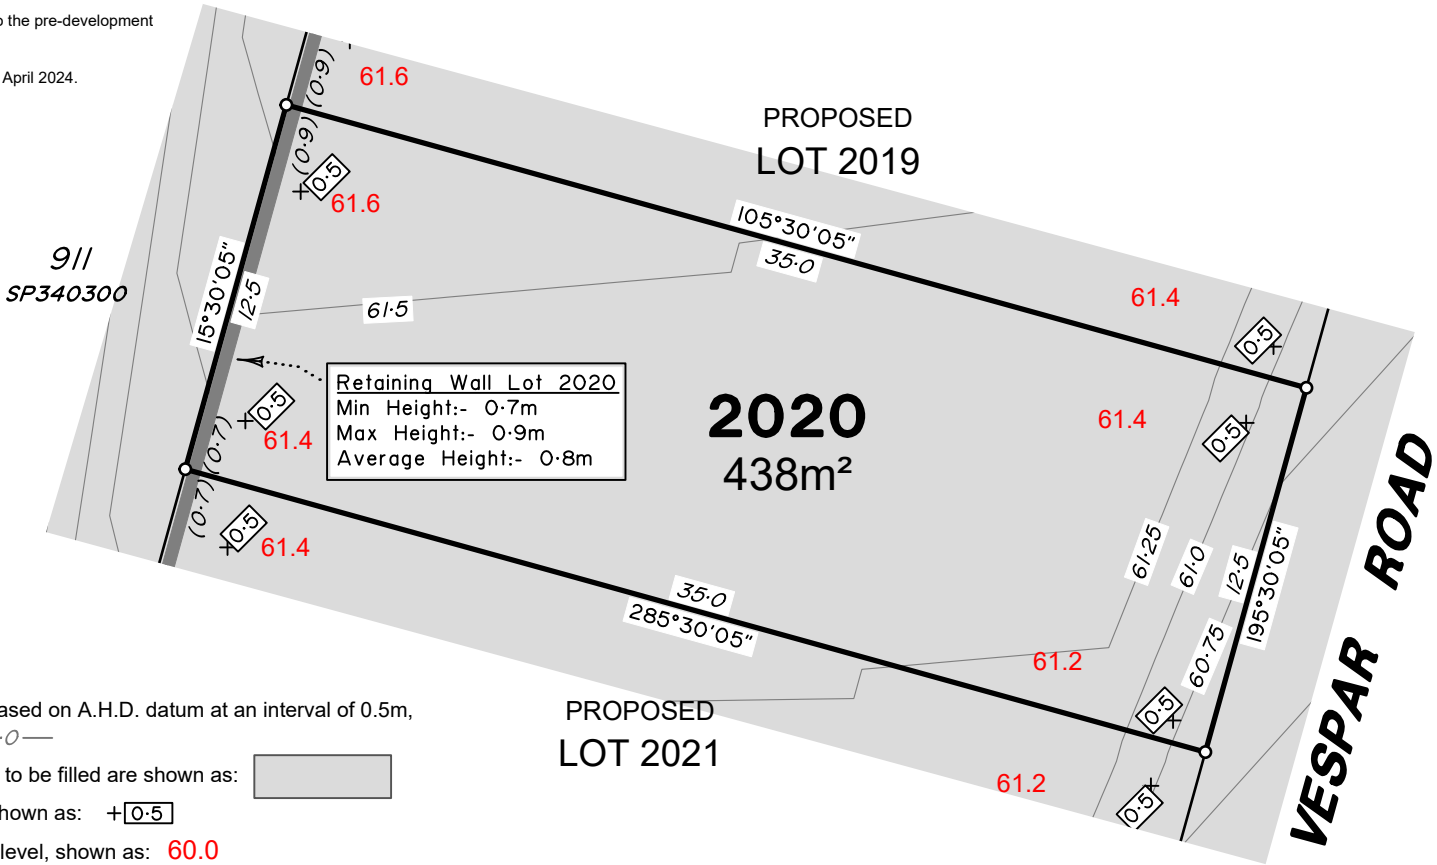 o the pre-development
April 2024.
61.6
(0·9)
(0·9)
0·5
61.6
PROPOSED
LOT 2019
105°30'05"
35·0
911
SP340300
15°30'05"
12·5
61·5
61.4
0·5
Retaining Wall Lot 2020
Min Height:- 0·7m
Max Height:- 0·9m
Average Height:- 0·8m
2020
438m²
61.4
0·5
0·5
61.4
(0·7)
(0·7)
0·5
61.4
61·25
61·0
12·5
195°30'05"
60·75
VESPAR ROAD
35·0
285°30'05"
61.2
0·5
PROPOSED
LOT 2021
61.2
0·5
ased on A.H.D. datum at an interval of 0.5m,
·0
to be filled are shown as:
hown as: +0·5
level, shown as: 60.0